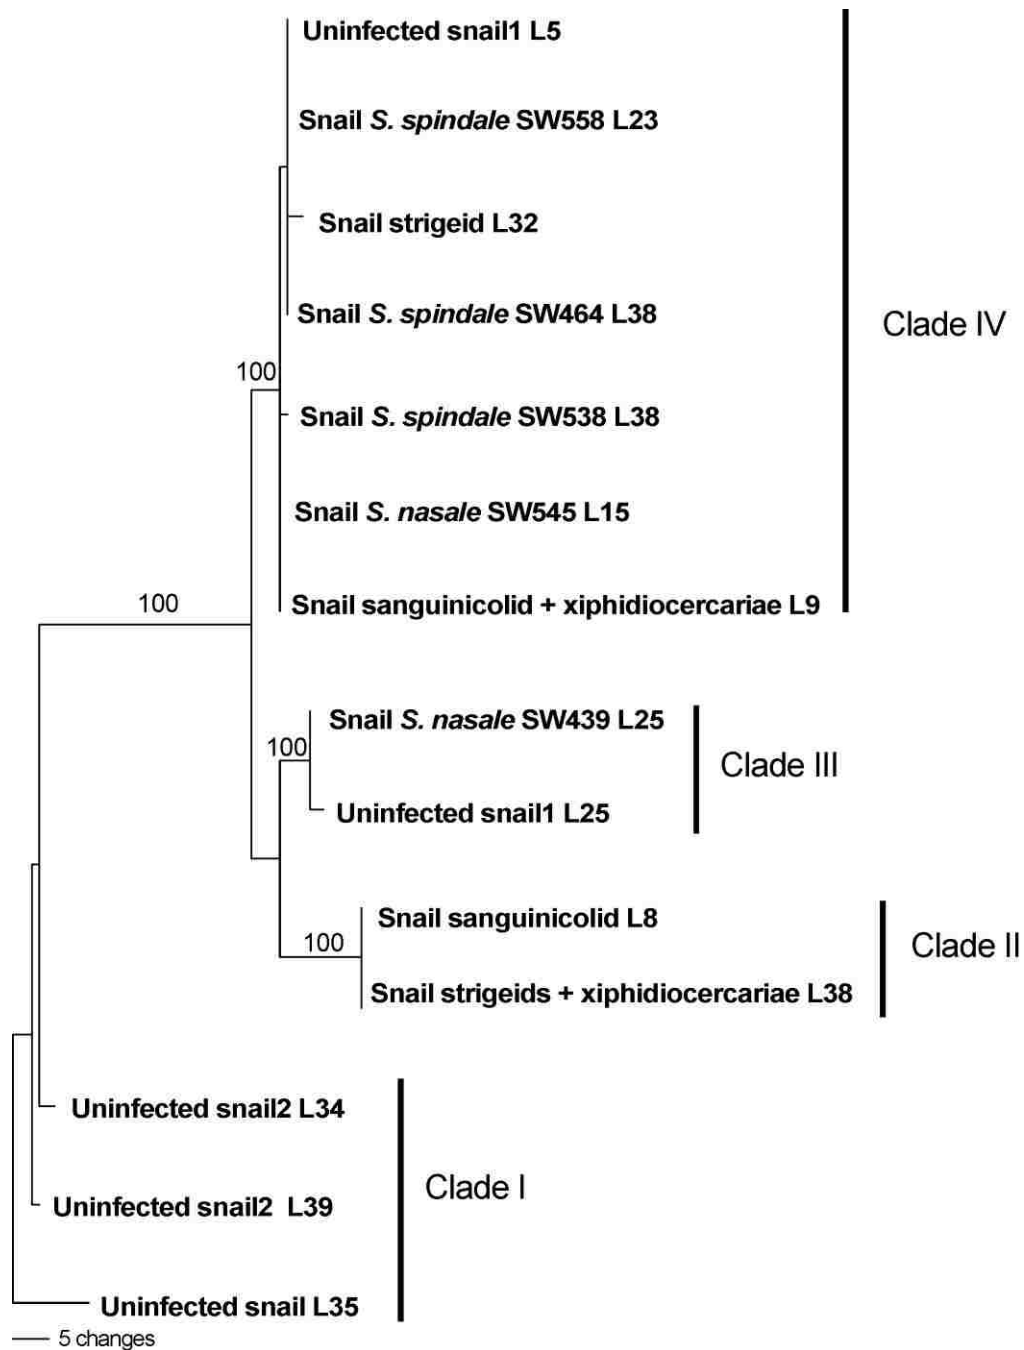 Uninfected snail1 L5
Snail S. spindale SW558 L23
Snail strigeid L32
Snail S. spindale SW464 L38
Clade IV
100
Snail S. spindale SW538 L38
Snail S. nasale SW545 L15
100
Snail sanguinicolid + xiphidiocercariae L9
Snail S. nasale SW439 L25
100
Clade III
Uninfected snail1 L25
Snail sanguinicolid L8
100
Clade II
Snail strigeids + xiphidiocercariae L38
Uninfected snail2 L34
Clade I
Uninfected snail2 L39
Uninfected snail L35
5 changes